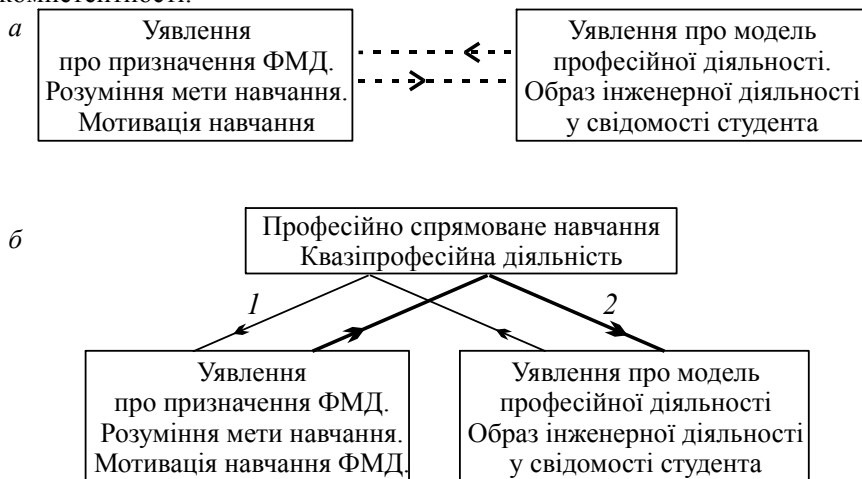 компетентності.
а
Уявлення
про призначення ФМД.
Розуміння мети навчання.
Мотивація навчання
Уявлення про модель
професійної діяльності.
Образ інженерної діяльності
у свідомості студента
б
Професійно спрямоване навчання
Квазіпрофесійна діяльність
1
2
Уявлення
про призначення ФМД.
Розуміння мети навчання.
Мотивація навчання ФМД.
Уявлення про модель
професійної діяльності
Образ інженерної діяльності
у свідомості студента